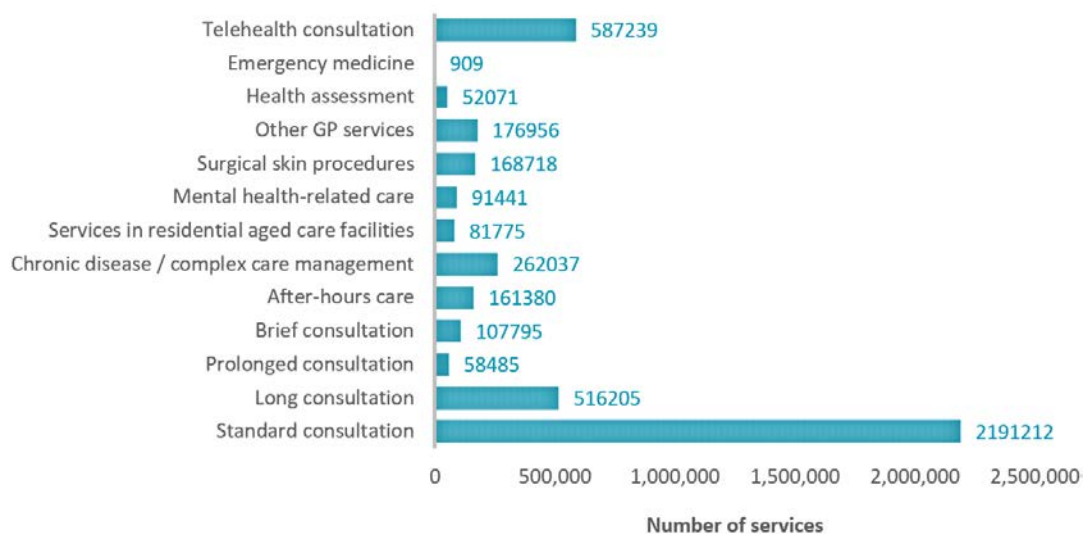 Telehealth consultation 587239
Emergency medicine 909
Health assessment 52071
Other GP services 176956
Surgical skin procedures 168718
Mental health-related care 91441
Services in residential aged care facilities 81775
Chronic disease / complex care management 262037
After-hours care 161380
Brief consultation 107795
Prolonged consultation 58485
Long consultation 516205
Standard consultation 2191212
0 500,000 1,000,000 1,500,000 2,000,000 2,500,000
Number of services